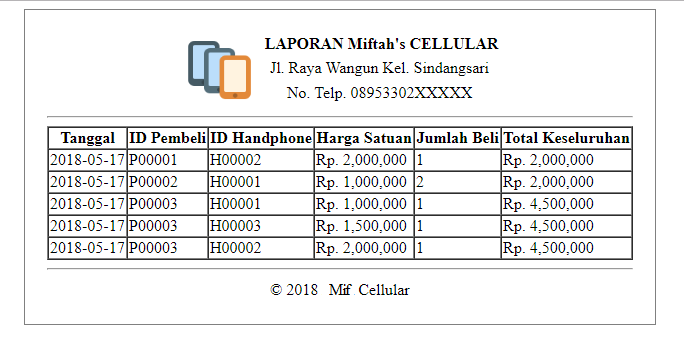 LAPORAN Miftah's CELLULAR
Jl. Raya Wangun Kel. Sindangsari
No. Telp. 08953302XXXXX
Tanggal ID Pembeli ID Handphone Harga Satuan Jumlah Beli Total Keseluruhan
2018-05-17 P00001 H00002 Rp. 2,000,000 1 Rp. 2,000,000
2018-05-17 P00002 H00001 Rp. 1,000,000 2 Rp. 2,000,000
2018-05-17 P00003 H00001 Rp. 1,000,000 1 Rp. 4,500,000
2018-05-17 P00003 H00003 Rp. 1,500,000 1 Rp. 4,500,000
2018-05-17 P00003 H00002 Rp. 2,000,000 1 Rp. 4,500,000
© 2018 Mif Cellular